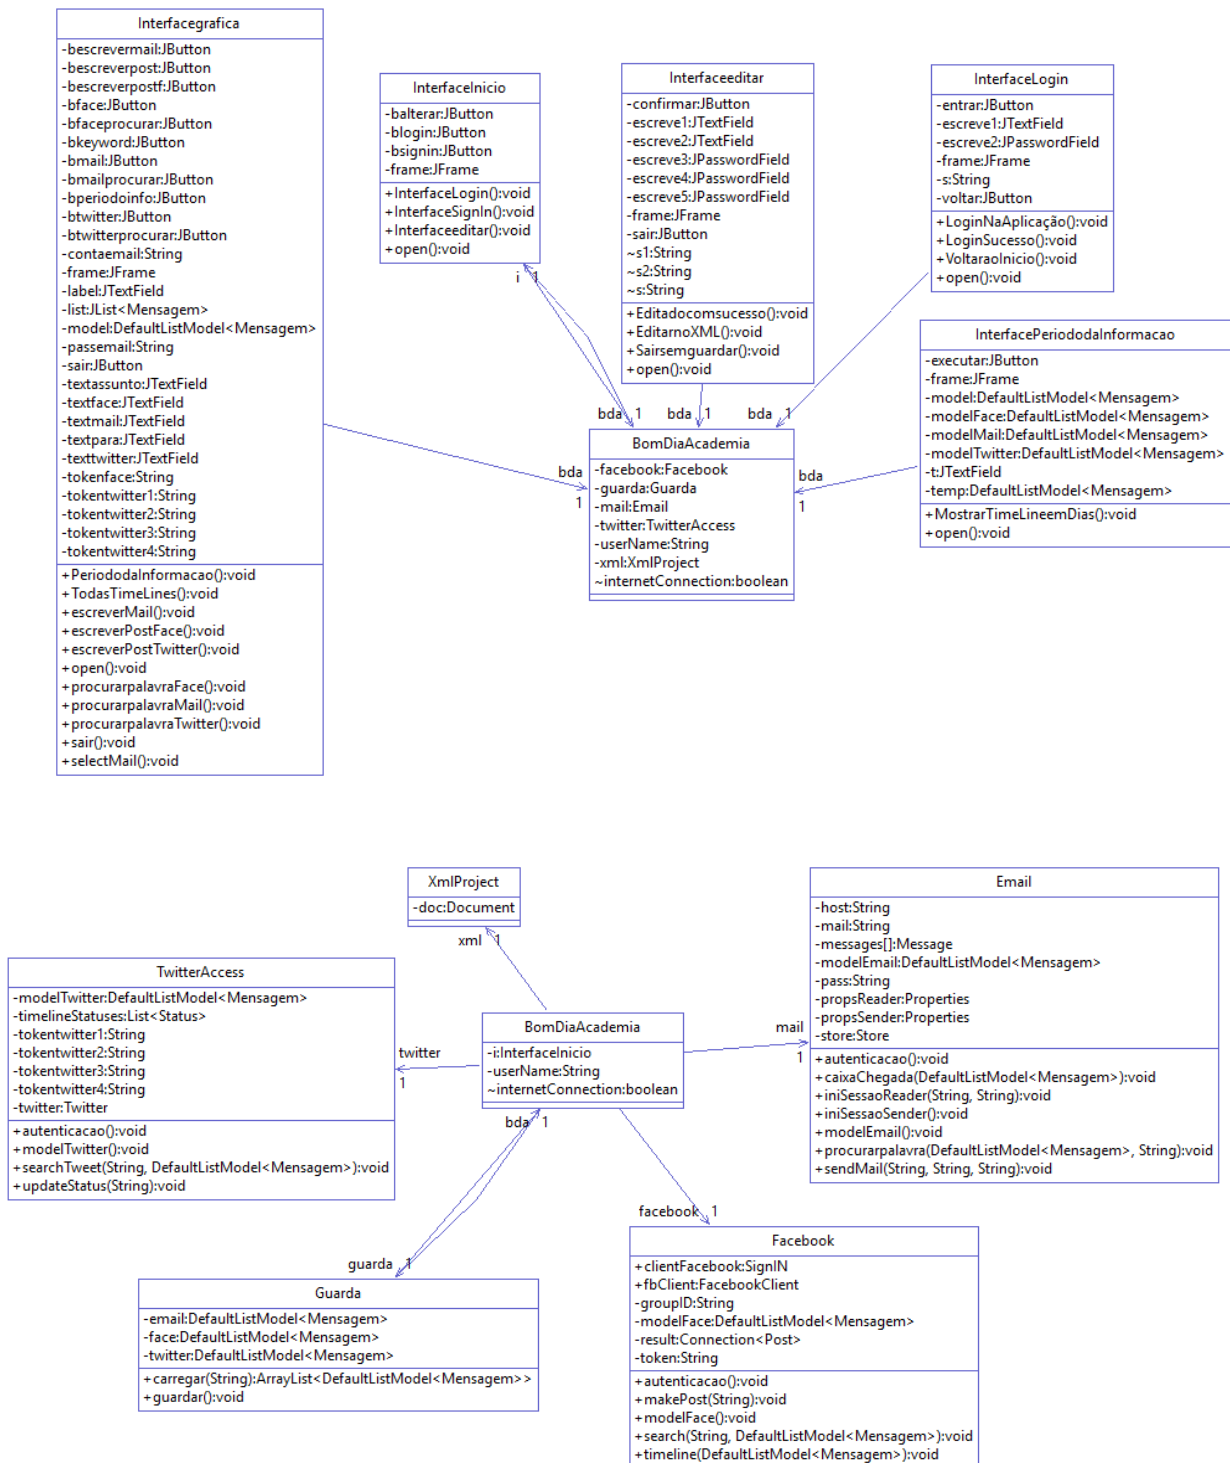 Interfacegrafica
-bescrevermail:JButton
-bescreverpost:JButton
-bescreverpostf:JButton
-bface:JButton
-bfaceprocurar:JButton
-bkeyword:JButton
-bmail:JButton
-bmailprocurar:JButton
-bperiodoinfo:JButton
-btwitter:JButton
-btwitterprocurar:JButton
-contaemail:String
-frame:JFrame
-label:JTextField
-list:JList<Mensagem>
-model:DefaultListModel<Mensagem>
-passemail:String
-sair:JButton
-textassunto:JTextField
-textface:JTextField
-textmail:JTextField
-textpara:JTextField
-texttwitter:JTextField
-tokenface:String
-tokentwitter1:String
-tokentwitter2:String
-tokentwitter3:String
-tokentwitter4:String
+PeriododaInformacao():void
+TodasTimeLines():void
+escreverMail():void
+escreverPostFace():void
+escreverPostTwitter():void
+open():void
+procurarpalavraFace():void
+procurarpalavraMail():void
+procurarpalavraTwitter():void
+sair():void
+selectMail():void
InterfaceInicio
-balterar:JButton
-blogin:JButton
-bsignin:JButton
-frame:JFrame
+InterfaceLogin():void
+InterfaceSignIn():void
+Interfaceeditar():void
+open():void
i 1
Interfaceeditar
-confirmar:JButton
-escreve1:JTextField
-escreve2:JTextField
-escreve3:JPasswordField
-escreve4:JPasswordField
-escreve5:JPasswordField
-frame:JFrame
-sair:JButton
~s1:String
~s2:String
~s:String
+Editadocomsucesso():void
+EditarnoXML():void
+Sairsemguardar():void
+open():void
InterfaceLogin
-entrar:JButton
-escreve1:JTextField
-escreve2:JPasswordField
-frame:JFrame
-s:String
-voltar:JButton
+LoginNaAplicação():void
+LoginSucesso():void
+VoltaraoInicio():void
+open():void
InterfacePeriododaInformacao
-executar:JButton
-frame:JFrame
-model:DefaultListModel<Mensagem>
-modelFace:DefaultListModel<Mensagem>
-modelMail:DefaultListModel<Mensagem>
-modelTwitter:DefaultListModel<Mensagem>
-t:JTextField
-temp:DefaultListModel<Mensagem>
+MostrarTimeLineemDias():void
+open():void
bda 1
bda 1
bda 1
bda
1
bda
1
BomDiaAcademia
-facebook:Facebook
-guarda:Guarda
-mail:Email
-twitter:TwitterAccess
-userName:String
-xml:XmlProject
~internetConnection:boolean
XmlProject
-doc:Document
xml 1
TwitterAccess
-modelTwitter:DefaultListModel<Mensagem>
-timelineStatuses:List<Status>
-tokentwitter1:String
-tokentwitter2:String
-tokentwitter3:String
-tokentwitter4:String
-twitter:Twitter
+autenticacao():void
+modelTwitter():void
+searchTweet(String, DefaultListModel<Mensagem>):void
+updateStatus(String):void
twitter
1
BomDiaAcademia
-i:InterfaceInicio
-userName:String
~internetConnection:boolean
bda 1
mail
1
Email
-host:String
-mail:String
-messages[]:Message
-modelEmail:DefaultListModel<Mensagem>
-pass:String
-propsReader:Properties
-propsSender:Properties
-store:Store
+autenticacao():void
+caixaChegada(DefaultListModel<Mensagem>):void
+iniSessaoReader(String, String):void
+iniSessaoSender():void
+modelEmail():void
+procurarpalavra(DefaultListModel<Mensagem>, String):void
+sendMail(String, String, String):void
guarda 1
Guarda
-email:DefaultListModel<Mensagem>
-face:DefaultListModel<Mensagem>
-twitter:DefaultListModel<Mensagem>
+carregar(String):ArrayList<DefaultListModel<Mensagem>>
+guardar():void
facebook 1
Facebook
+clientFacebook:SignIN
+fbClient:FacebookClient
-groupID:String
-modelFace:DefaultListModel<Mensagem>
-result:Connection<Post>
-token:String
+autenticacao():void
+makePost(String):void
+modelFace():void
+search(String, DefaultListModel<Mensagem>):void
+timeline(DefaultListModel<Mensagem>):void